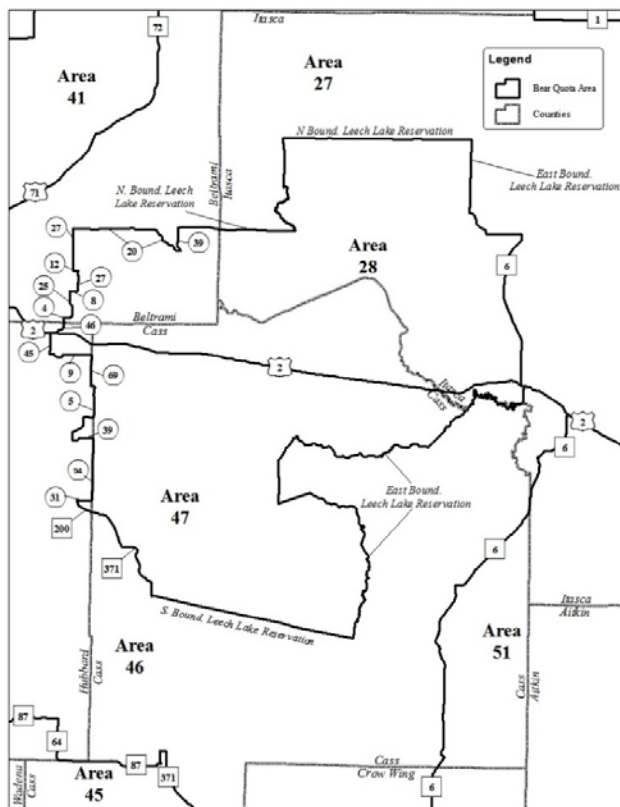 Itasca
72
1
Area
41
Area
27
Legend
Bear Quota Area
Counties
N Bound. Leech Lake Reservation
Beltrami
Itasca
East Bound.
Leech Lake Reservation
71
N. Bound. Leech
Lake Reservation
27
20
39
Area
28
6
12
27
25
8
4
Beltrami
Cass
2
46
45
9
69
2
Itasca
Cass
2
6
5
39
East Bound.
Leech Lake Reservation
Area
47
31
200
371
6
S. Bound. Leech Lake Reservation
Itasca
Aitkin
Area
46
Area
51
Hubbard
Cass
Cass
Aitkin
87
64
87
371
Wadena
Cass
Area
45
Cass
Crow Wing
6